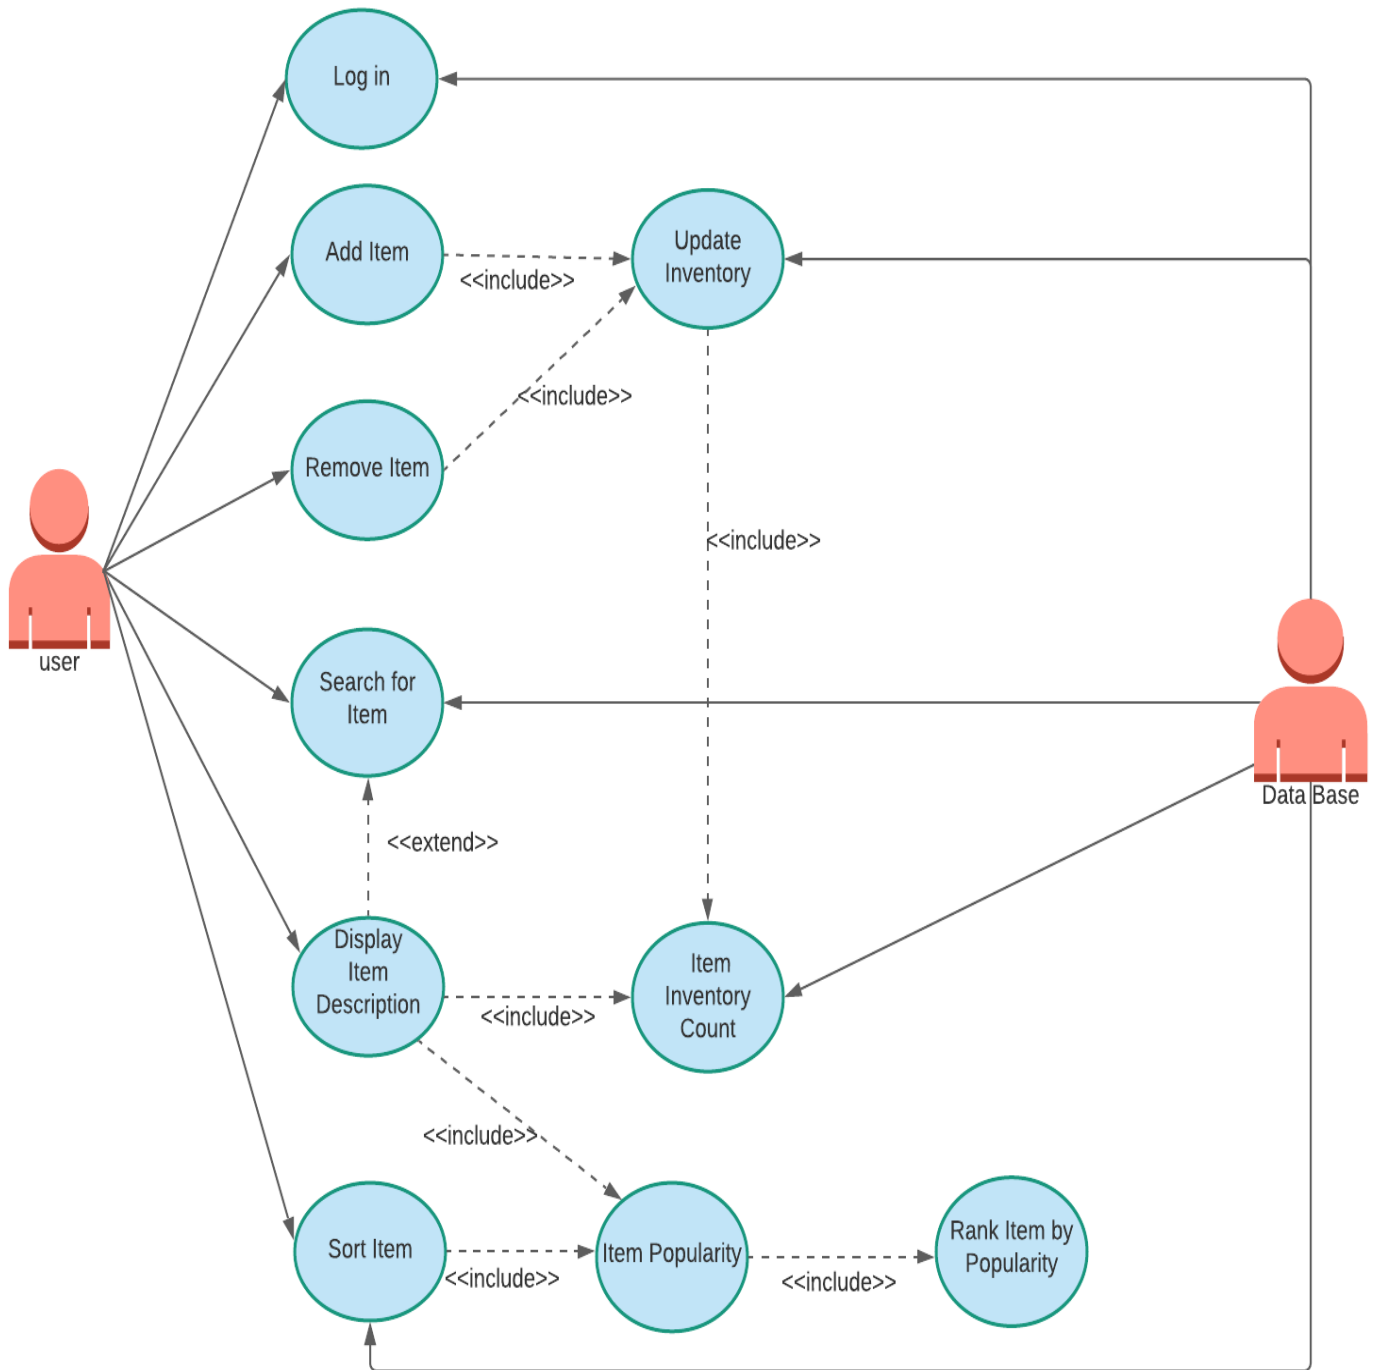 Log in
Add Item
<<include>>
Update
Inventory
<<include>>
Remove Item
<<include>>
user
Search for
Item
Data Base
<<extend>>
Display
Item
Description
<<include>>
Item
Inventory
Count
<<include>>
Sort Item
<<include>>
Item Popularity
<<include>>
Rank Item by
Popularity